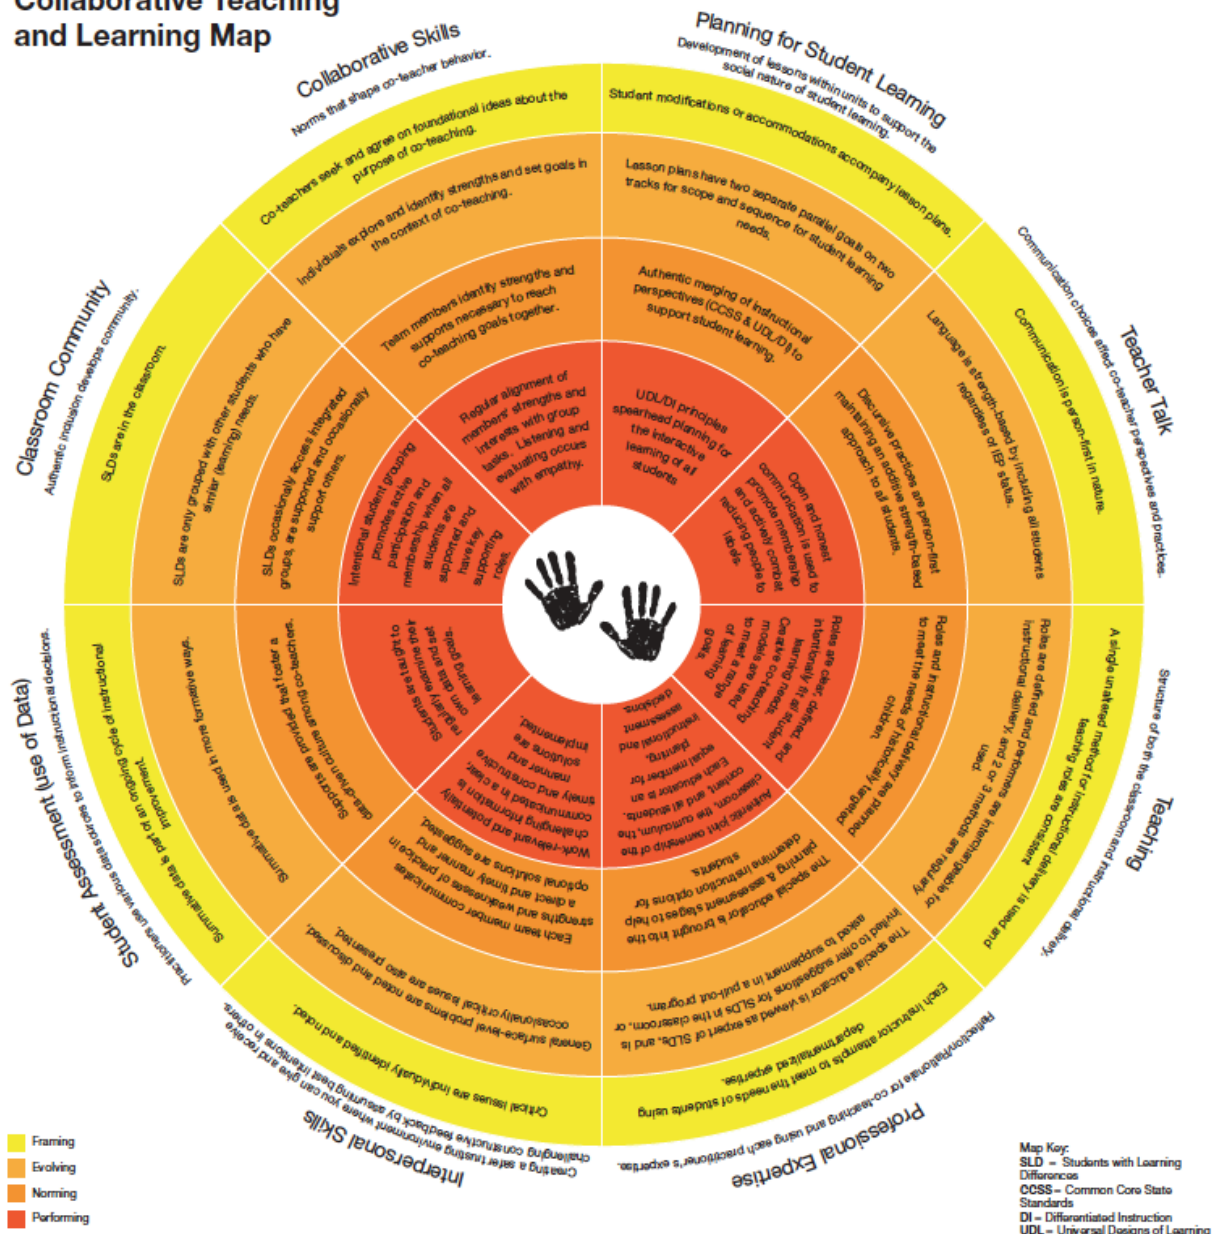 Collaborative Teaching
and Learning Map
Collaborative Skills
Norms that shape co-teacher behavior.
Co-teachers seek and agree on foundational ideas about the
purpose of co-teaching.
Individuals explore and identify strengths and set goals in
the context of co-teaching.
Team members identify strengths and
supports necessary to reach
co-teaching goals together.
Regular alignment of
members' strengths and
interests with group
tasks. Listening and
evaluating occurs
with empathy.
Planning for Student Learning
Development of lessons within units to support the
social nature of student learning.
Student modifications or accommodations accompany lesson plans.
Lesson plans have two separate parallel goals on two
tracks for scope and sequence for student learning
needs.
Authentic merging of instructional
perspectives (CCSS & UDL/DI) to
support student learning.
UDL/DI principles
spearhead planning for
the interactive
learning of all
students
Teacher Talk
Communication choices affect co-teacher perspectives and practices.
Communication is person-first in nature.
Language is strength-based by including all students
regardless of IEP status.
Discursive practices are person-first
maintaining an additive strength-based
approach to all students.
Open and honest
communication is used to
promote membership
and actively combat
reducing people to
labels.
Teaching
Structure of both the classroom and instructional delivery.
A single unaltered method for instructional delivery is used and
teaching roles are consistent
Roles are defined and performers are interchangeable for
instructional delivery, and 2 or 3 methods are regularly
used.
Roles and instructional delivery are planned
to meet the needs of historically targeted
children.
Roles are clear, defined, and
intentionally fit all student
learning needs.
Creative co-teaching
models are used
to meet a range
of learning
goals.
Professional Expertise
Reflection/Rationale for co-teaching and using each practitioner's expertise.
Each instructor attempts to meet the needs of students using
departmentalized expertise.
The special educator is viewed as expert of SLDs, and is
invited to offer suggestions for SLDs in the classroom, or
asked to supplement in a pull-out program.
The special educator is brought into the
planning & assessment stages to help
determine instruction options for
students.
Authentic joint ownership of the
classroom, the curriculum, the
content, and all students.
Each educator is an
equal member for
planning,
instructional and
assessment
decisions.
Interpersonal Skills
Creating a safer trusting environment where you can give and receive
challenging constructive feedback by assuming best intentions in others.
Critical issues are individually identified and noted.
General surface-level problems are noted and discussed,
occasionally critical issues are also presented.
Each team member communicates
strengths and weaknesses of practice in
a direct and timely manner and
optional solutions are suggested.
Work-relevant and potentially
challenging information is
communicated in a clear,
timely and constructive
manner and
solutions are
implemented.
Student Assessment (use of Data)
Practitioners use various data sources to inform instructional decisions.
Summative data is part of an ongoing cycle of instructional
improvement.
Summative data is used in more formative ways.
Supports are provided that foster a
data-driven culture among co-teachers.
Students are taught to
regularly examine their
own data and set
learning goals.
Classroom Community
Authentic inclusion develops community.
SLDs are in the classroom.
SLDs are only grouped with other students who have
similar (learning) needs.
SLDs occasionally access integrated
groups, are supported and occasionally
support others.
Intentional student grouping
promotes active
participation and
membership when all
students are
supported and
have key
supporting
roles.
Framing
Evolving
Norming
Performing
Map Key:
SLD – Students with Learning
Differences
CCSS – Common Core State
Standards
DI – Differentiated Instruction
UDL – Universal Designs of Learning